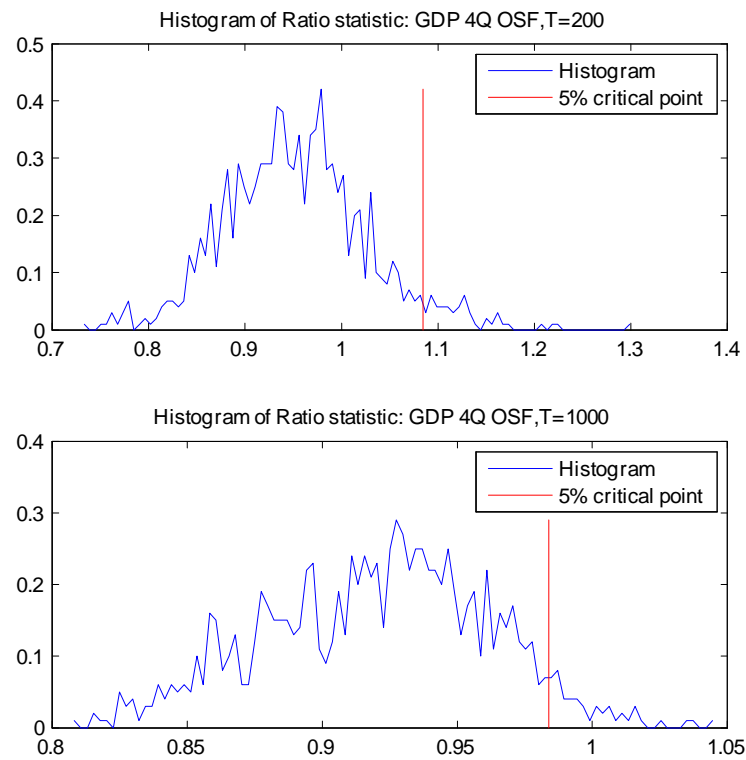 Histogram of Ratio statistic: GDP 4Q OSF,T=200
0.5
0.4
0.3
0.2
0.1
0
Histogram
5% critical point
0.7 0.8 0.9 1 1.1 1.2 1.3 1.4
Histogram of Ratio statistic: GDP 4Q OSF,T=1000
0.4
0.3
0.2
0.1
0
Histogram
5% critical point
0.8 0.85 0.9 0.95 1 1.05